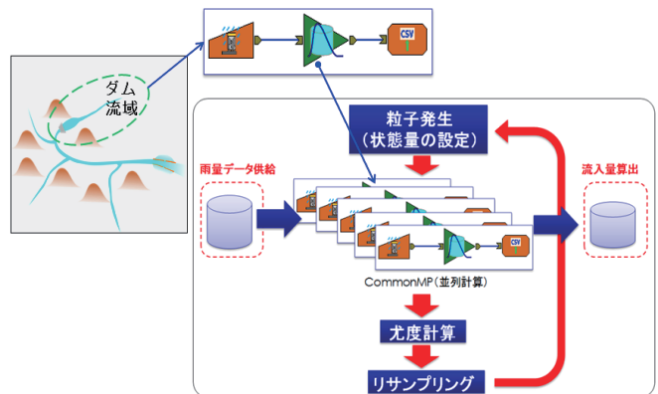 CSV
ダム
流域
粒子発生
(状態量の設定)
雨量データ供給
流入量算出
CSV
CommonMP(並列計算)
尤度計算
リサンプリング